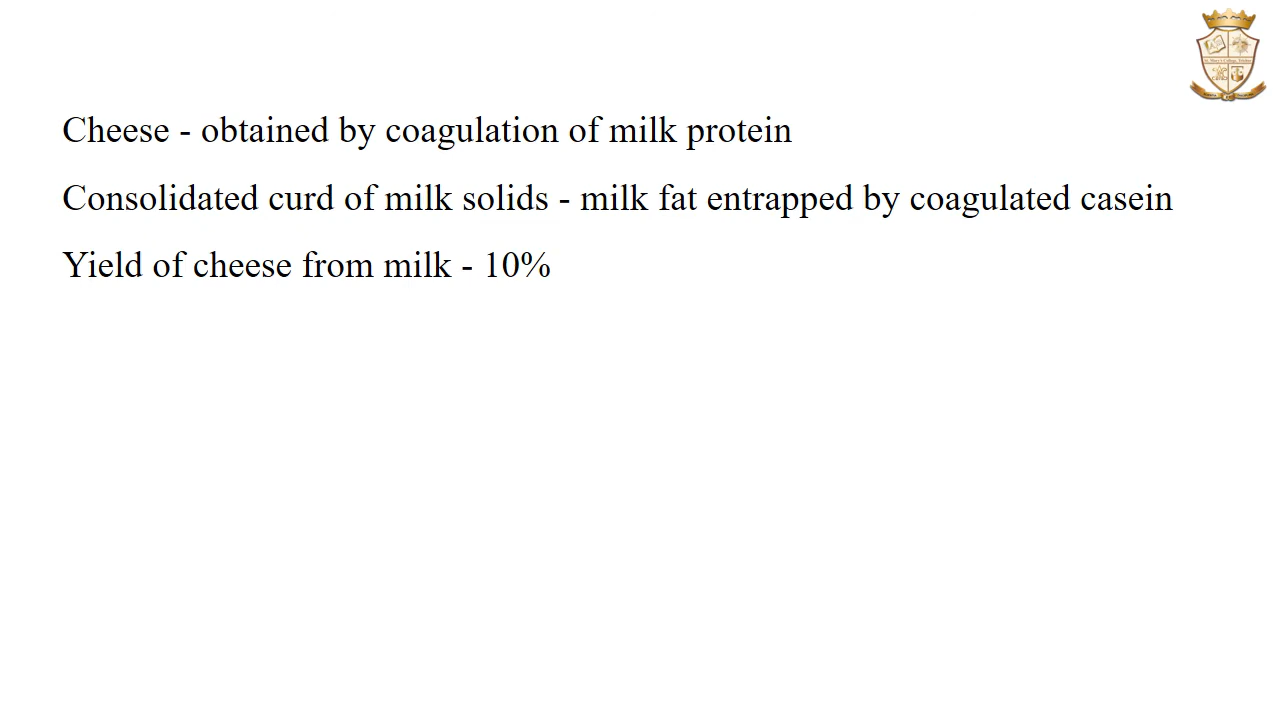 Cheese - obtained by coagulation of milk protein
Consolidated curd of milk solids - milk fat entrapped by coagulated casein
Yield of cheese from milk - 10%